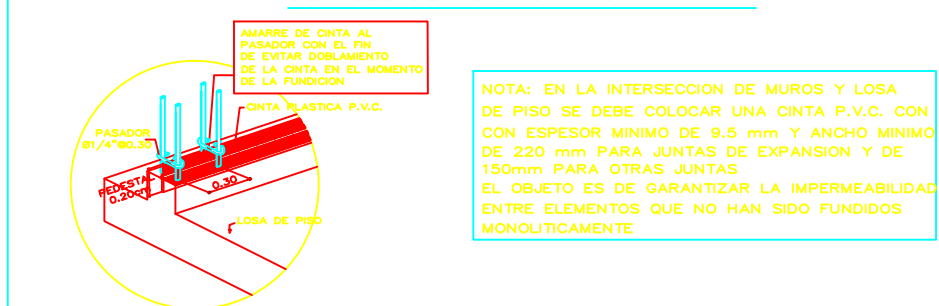 AMARRE DE CINTA AL
PASADOR CON EL FIN
DE EVITAR DOBLAMIENTO
DE LA CINTA EN EL MOMENTO
DE LA FUNDICION
CINTA PLASTICA P.V.C.
PASADOR
Ø1/4"@0.30
PEDESTAL
0.20cm
0.30
LOSA DE PISO
NOTA: EN LA INTERSECCION DE MUROS Y LOSA
DE PISO SE DEBE COLOCAR UNA CINTA P.V.C. CON
CON ESPESOR MINIMO DE 9.5 mm Y ANCHO MINIMO
DE 220 mm PARA JUNTAS DE EXPANSION Y DE
150mm PARA OTRAS JUNTAS
EL OBJETO ES DE GARANTIZAR LA IMPERMEABILIDAD
ENTRE ELEMENTOS QUE NO HAN SIDO FUNDIDOS
MONOLITICAMENTE